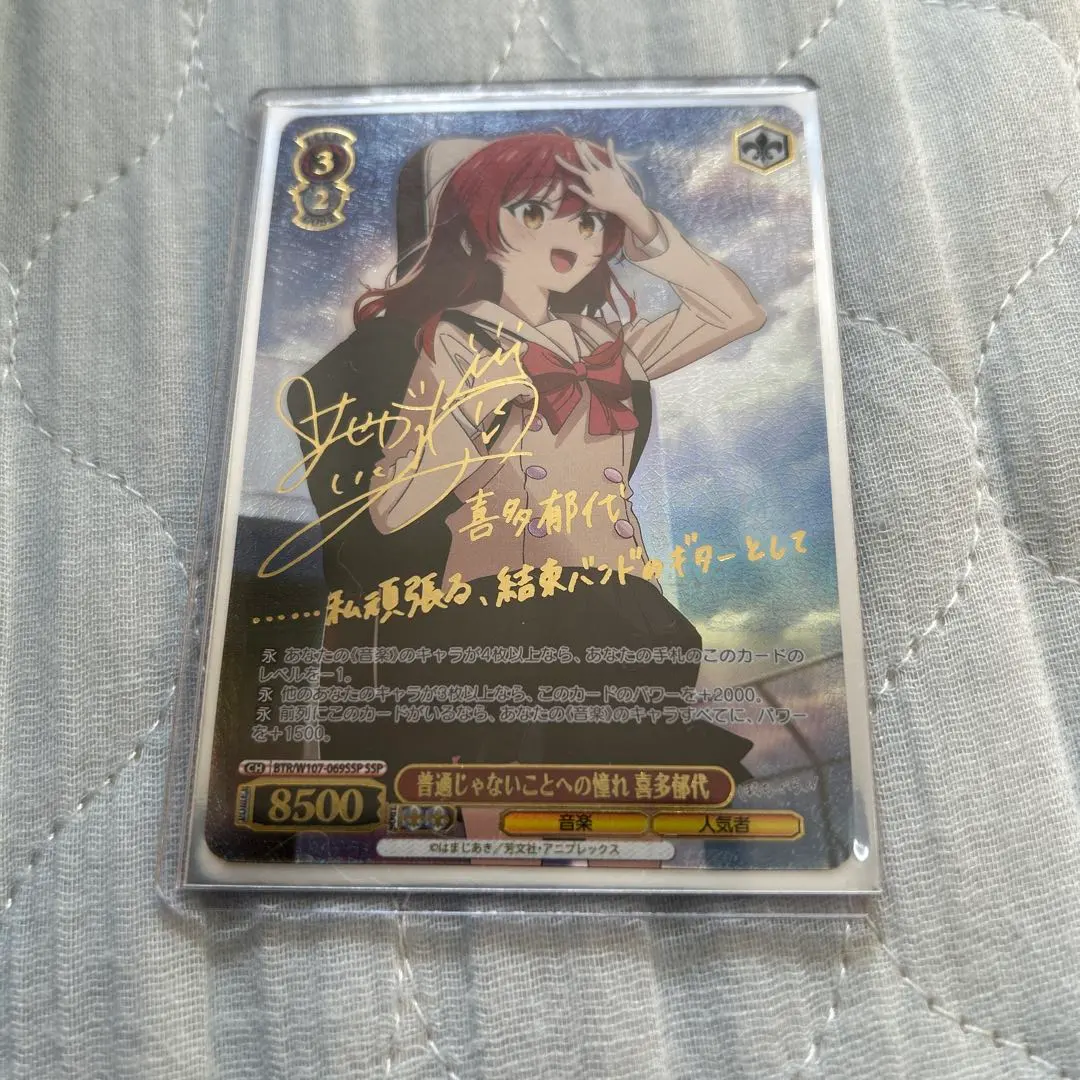 3
2
喜多郁代
……私頑張る、結束バンドのギターとして
永 あなたの《音楽》のキャラが4枚以上なら、あなたの手札のこのカードの
レベルを－1。
永 他のあなたのキャラが3枚以上なら、このカードのパワーを＋2000。
永 前列にこのカードがいるなら、あなたの《音楽》のキャラすべてに、パワー
を＋1500。
CH BTR/W107-069SSP SSP
普通じゃないことへの憧れ 喜多郁代
8500
音楽 人気者
©はまじあき／芳文社・アニプレックス